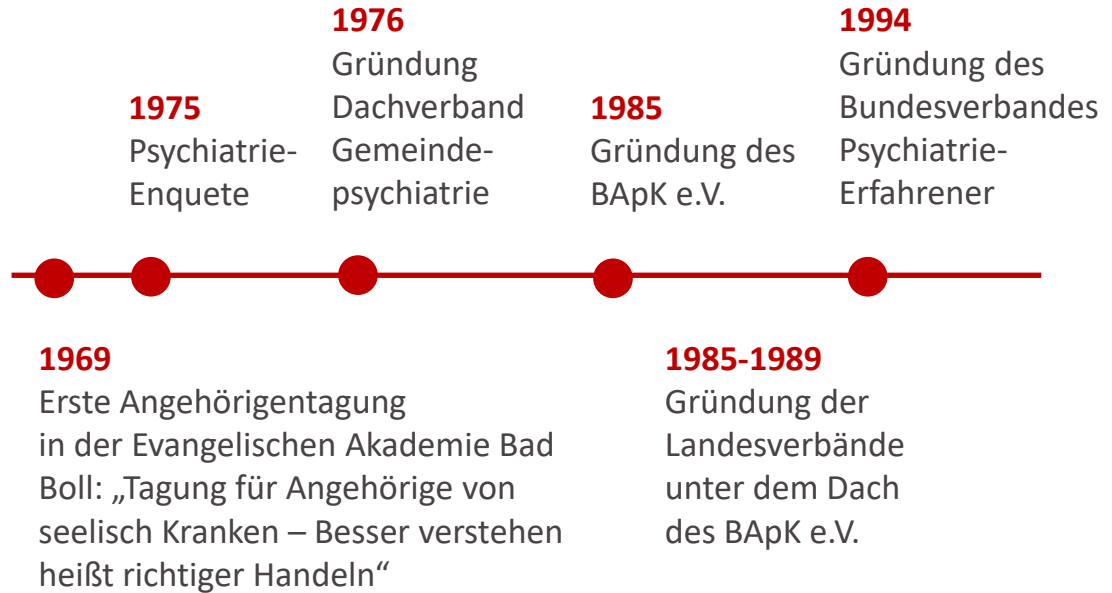 1976
Gründung
Dachverband
Gemeinde-
psychiatrie
1994
Gründung des
Bundesverbandes
Psychiatrie-
Erfahrener
1975
Psychiatrie-
Enquete
1985
Gründung des
BApK e.V.
1969
Erste Angehörigentagung
in der Evangelischen Akademie Bad
Boll: „Tagung für Angehörige von
seelisch Kranken – Besser verstehen
heißt richtiger Handeln“
1985-1989
Gründung der
Landesverbände
unter dem Dach
des BApK e.V.